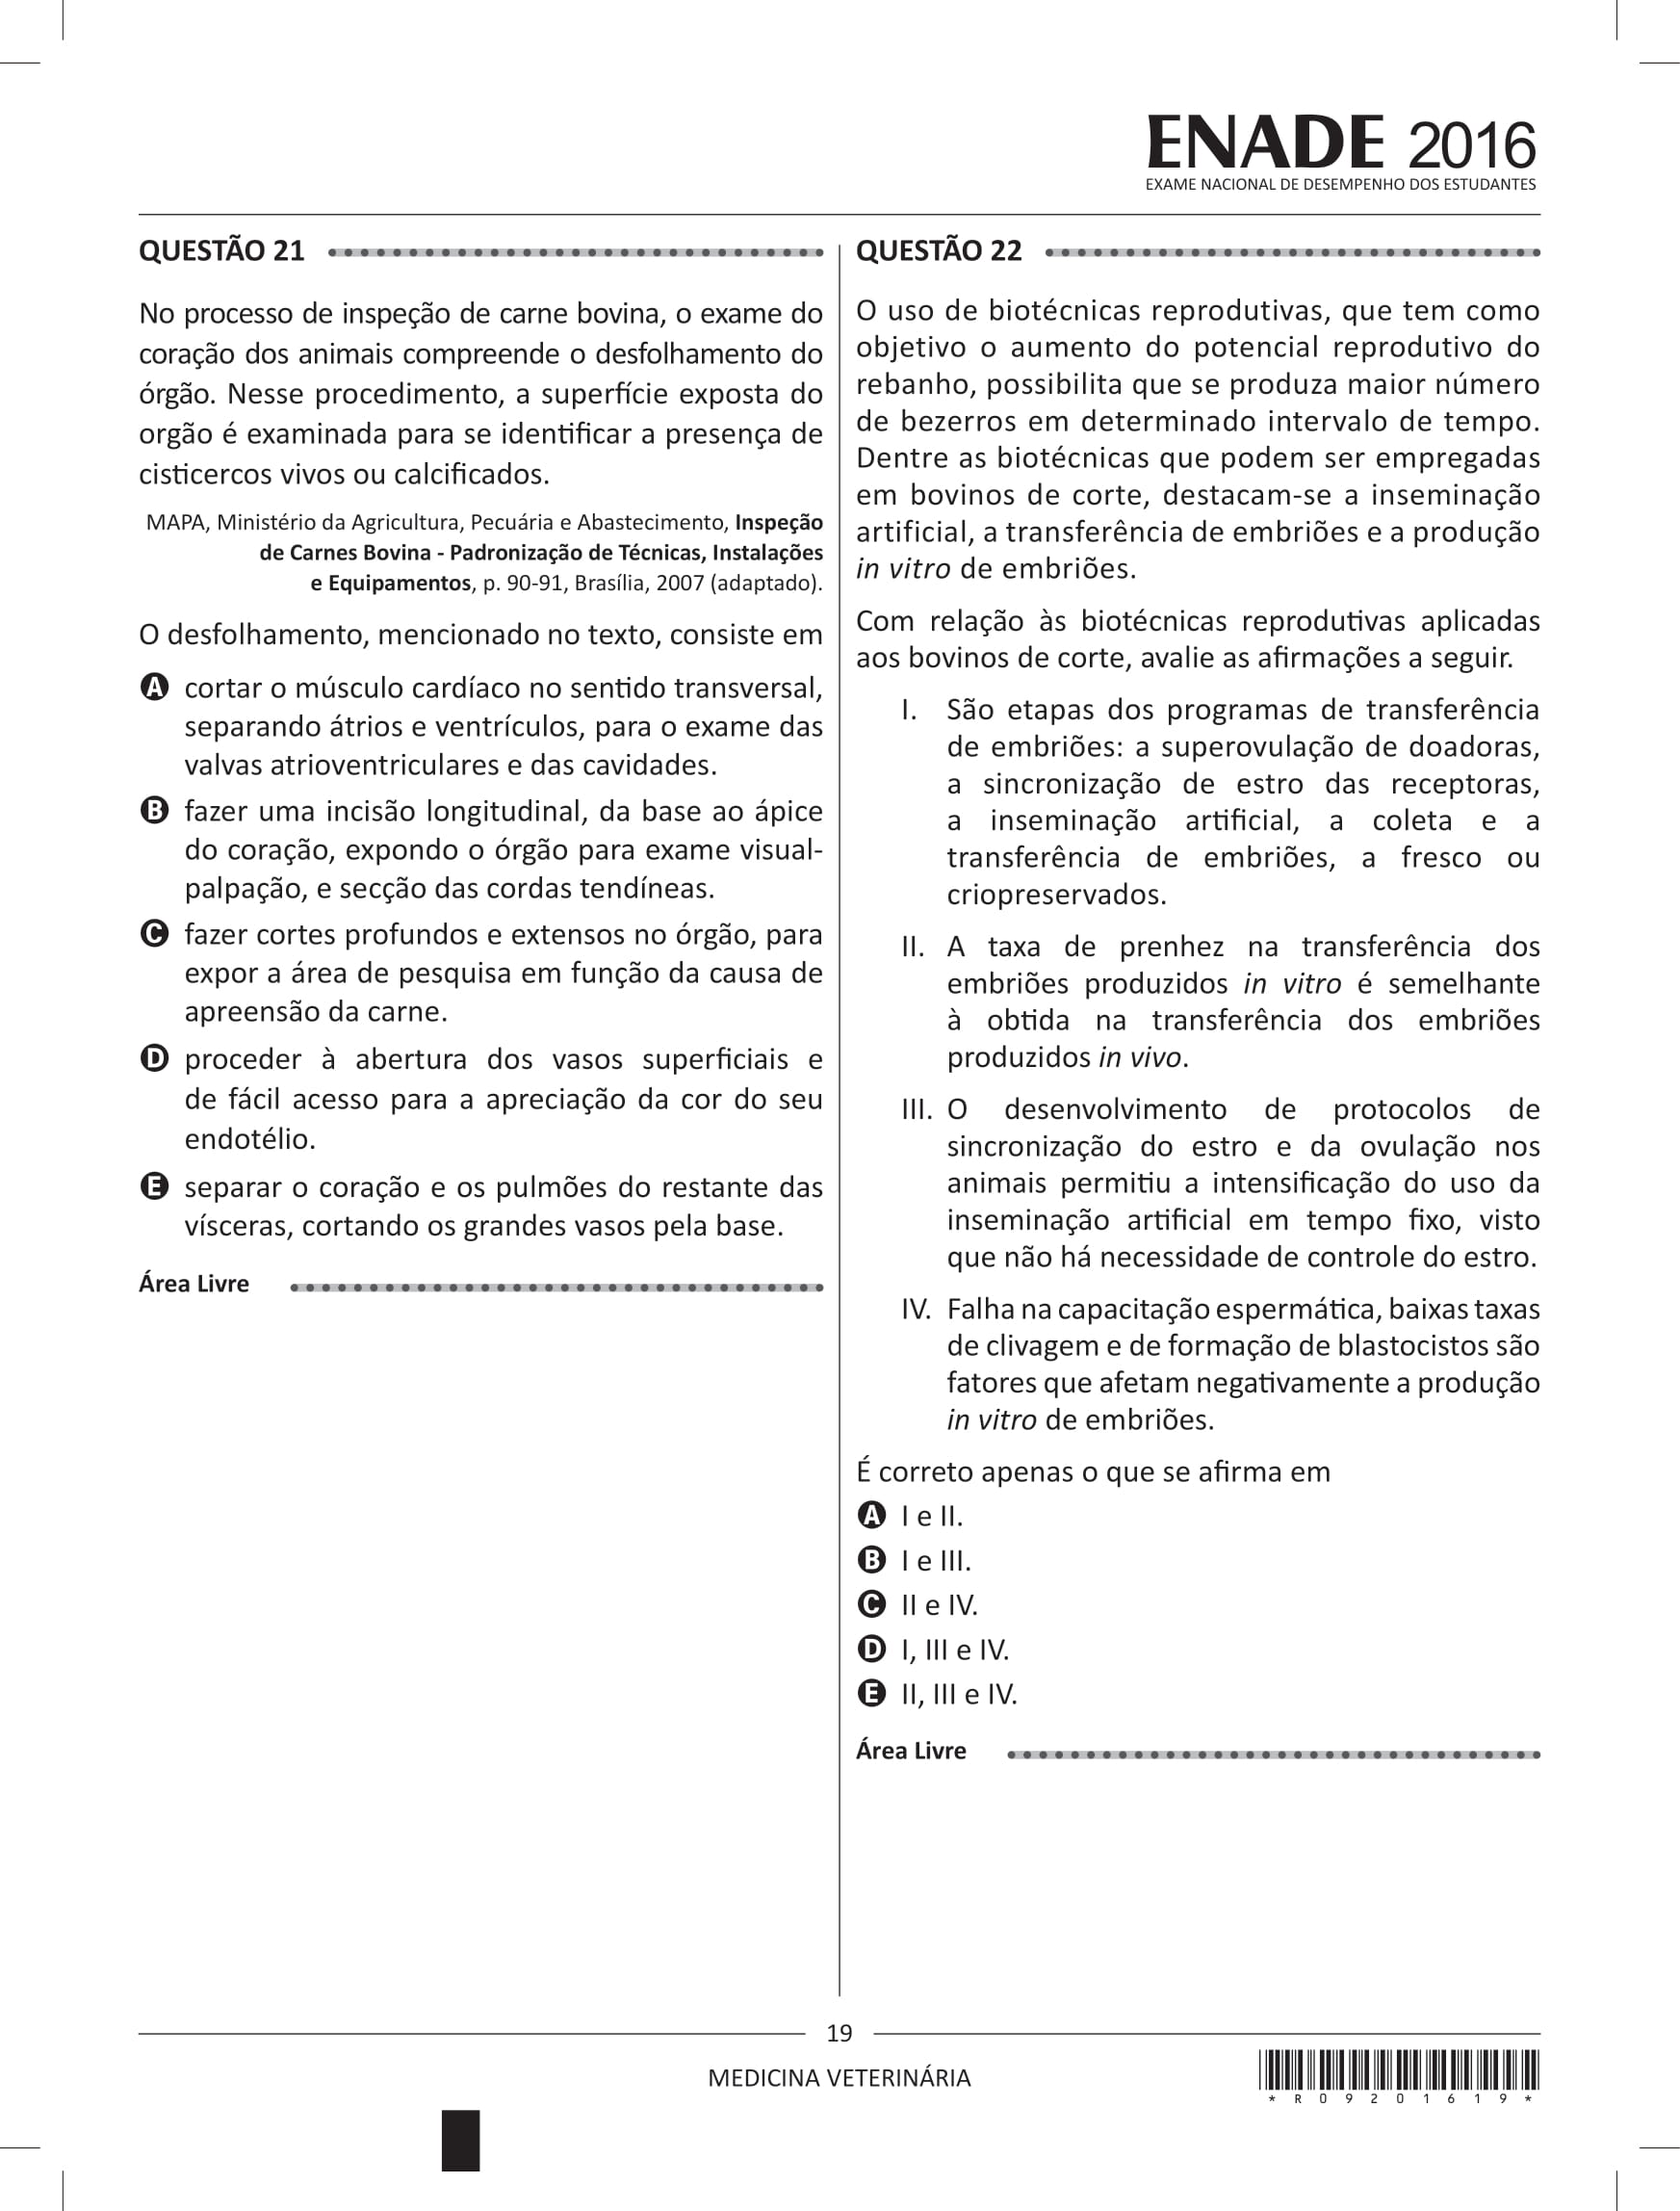 ENADE 2016
EXAME NACIONAL DE DESEMPENHO DOS ESTUDANTES
QUESTÃO 21
No processo de inspeção de carne bovina, o exame do
coração dos animais compreende o desfolhamento do
órgão. Nesse procedimento, a superfície exposta do
orgão é examinada para se identificar a presença de
cisticercos vivos ou calcificados.
MAPA, Ministério da Agricultura, Pecuária e Abastecimento, Inspeção
de Carnes Bovina - Padronização de Técnicas, Instalações
e Equipamentos, p. 90-91, Brasília, 2007 (adaptado).
O desfolhamento, mencionado no texto, consiste em
A cortar o músculo cardíaco no sentido transversal,
separando átrios e ventrículos, para o exame das
valvas atrioventriculares e das cavidades.
B fazer uma incisão longitudinal, da base ao ápice
do coração, expondo o órgão para exame visual-
palpação, e secção das cordas tendíneas.
C fazer cortes profundos e extensos no órgão, para
expor a área de pesquisa em função da causa de
apreensão da carne.
D proceder à abertura dos vasos superficiais e
de fácil acesso para a apreciação da cor do seu
endotélio.
E separar o coração e os pulmões do restante das
vísceras, cortando os grandes vasos pela base.
Área Livre
QUESTÃO 22
O uso de biotécnicas reprodutivas, que tem como
objetivo o aumento do potencial reprodutivo do
rebanho, possibilita que se produza maior número
de bezerros em determinado intervalo de tempo.
Dentre as biotécnicas que podem ser empregadas
em bovinos de corte, destacam-se a inseminação
artificial, a transferência de embriões e a produção
in vitro de embriões.
Com relação às biotécnicas reprodutivas aplicadas
aos bovinos de corte, avalie as afirmações a seguir.
I. São etapas dos programas de transferência
de embriões: a superovulação de doadoras,
a sincronização de estro das receptoras,
a inseminação artificial, a coleta e a
transferência de embriões, a fresco ou
criopreservados.
II. A taxa de prenhez na transferência dos
embriões produzidos in vitro é semelhante
à obtida na transferência dos embriões
produzidos in vivo.
III. O desenvolvimento de protocolos de
sincronização do estro e da ovulação nos
animais permitiu a intensificação do uso da
inseminação artificial em tempo fixo, visto
que não há necessidade de controle do estro.
IV. Falha na capacitação espermática, baixas taxas
de clivagem e de formação de blastocistos são
fatores que afetam negativamente a produção
in vitro de embriões.
É correto apenas o que se afirma em
A I e II.
B I e III.
C II e IV.
D I, III e IV.
E II, III e IV.
Área Livre
19
MEDICINA VETERINÁRIA
* R 0 9 2 0 1 6 1 9 *